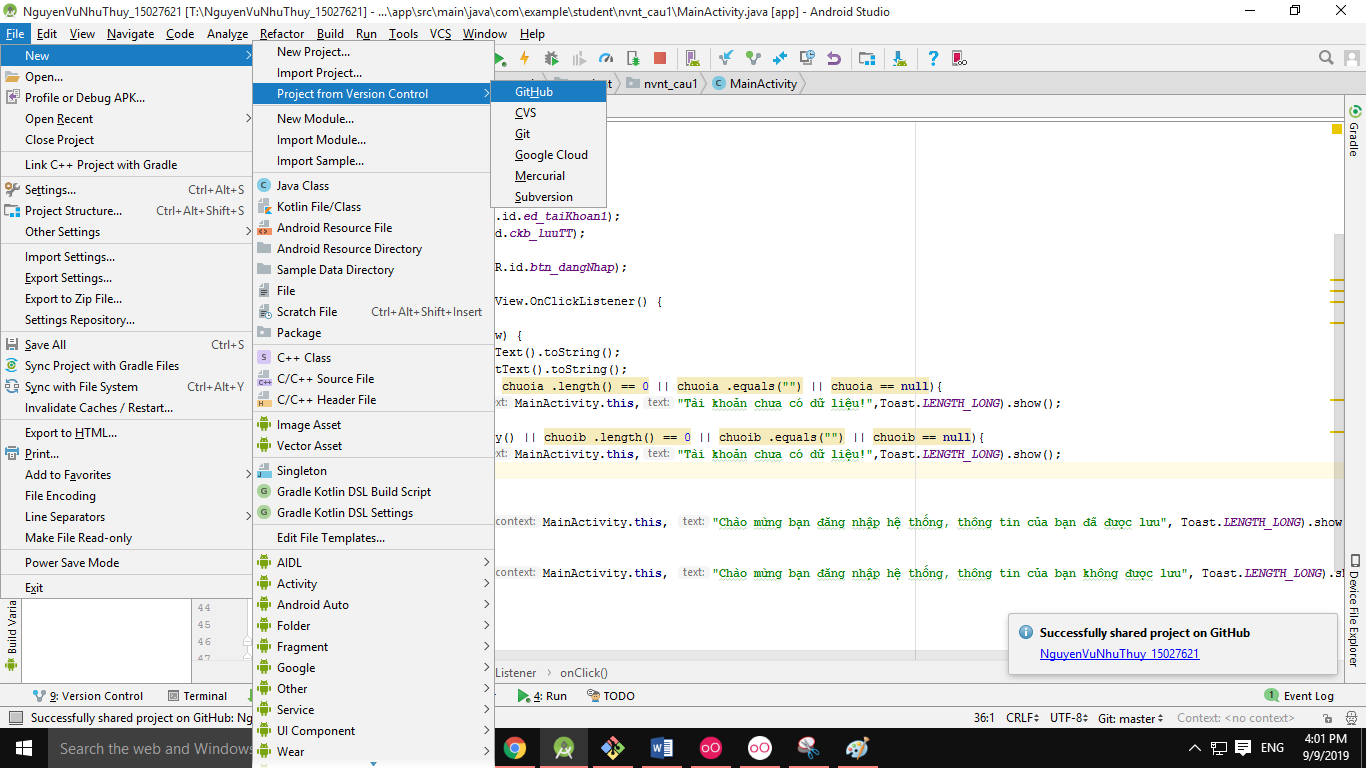 NguyenVuNhuThuy_15027621 [T:\NguyenVuNhuThuy_15027621] - ...\app\src\main\java\com\example\student\nvnt_cau1\MainActivity.java [app] - Android Studio
File Edit View Navigate Code Analyze Refactor Build Run Tools VCS Window Help
New
Open...
Profile or Debug APK...
Open Recent
Close Project
Link C++ Project with Gradle
Settings... Ctrl+Alt+S
Project Structure... Ctrl+Alt+Shift+S
Other Settings
Import Settings...
Export Settings...
Export to Zip File...
Settings Repository...
Save All Ctrl+S
Sync Project with Gradle Files
Sync with File System Ctrl+Alt+Y
Invalidate Caches / Restart...
Export to HTML...
Print...
Add to Favorites
File Encoding
Line Separators
Make File Read-only
Power Save Mode
Exit
New Project...
Import Project...
Project from Version Control
New Module...
Import Module...
Import Sample...
Java Class
Kotlin File/Class
Android Resource File
Android Resource Directory
Sample Data Directory
File
Scratch File Ctrl+Alt+Shift+Insert
Package
C++ Class
C/C++ Source File
C/C++ Header File
Image Asset
Vector Asset
Singleton
Gradle Kotlin DSL Build Script
Gradle Kotlin DSL Settings
Edit File Templates...
AIDL
Activity
Android Auto
Folder
Fragment
Google
Other
Service
UI Component
Wear
GitHub
CVS
Git
Google Cloud
Mercurial
Subversion
nvnt_cau1 MainActivity
.id.ed_taiKhoan1);
d.ckb_luuTT);
R.id.btn_dangNhap);
View.OnClickListener() {
w) {
Text().toString();
tText().toString();
chuoia .length() == 0 || chuoia .equals("") || chuoia == null){
ext: MainActivity.this, text: "Tài khoản chưa có dữ liệu!",Toast.LENGTH_LONG).show();
y() || chuoib .length() == 0 || chuoib .equals("") || chuoib == null){
ext: MainActivity.this, text: "Tài khoản chưa có dữ liệu!",Toast.LENGTH_LONG).show();
context: MainActivity.this, text: "Chào mừng bạn đăng nhập hệ thống, thông tin của bạn đã được lưu", Toast.LENGTH_LONG).show
context: MainActivity.this, text: "Chào mừng bạn đăng nhập hệ thống, thông tin của bạn không được lưu", Toast.LENGTH_LONG).s
44
45
46
47
Build Varia
Gradle
Device File Explorer
Successfully shared project on GitHub
NguyenVuNhuThuy_15027621
Listener onClick()
9: Version Control Terminal 4: Run TODO 1 Event Log
Successfully shared project on GitHub: Ng 36:1 CRLF UTF-8 Git: master Context: <no context>
Search the web and Windows ENG 4:01 PM
9/9/2019